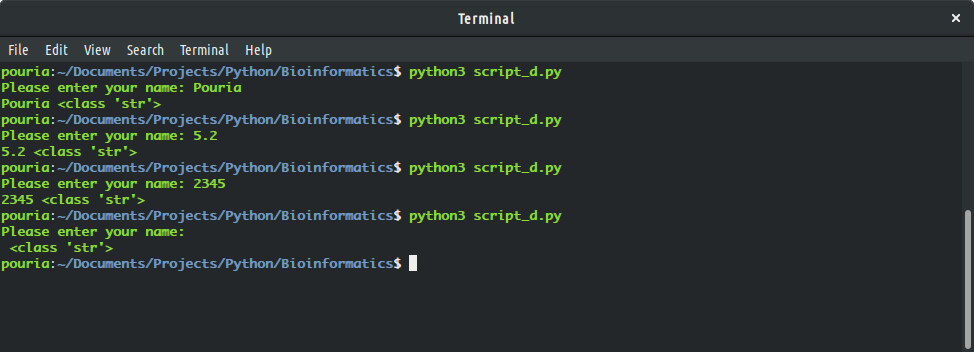 Terminal
File Edit View Search Terminal Help
pouria:~/Documents/Projects/Python/Bioinformatics$ python3 script_d.py
Please enter your name: Pouria
Pouria <class 'str'>
pouria:~/Documents/Projects/Python/Bioinformatics$ python3 script_d.py
Please enter your name: 5.2
5.2 <class 'str'>
pouria:~/Documents/Projects/Python/Bioinformatics$ python3 script_d.py
Please enter your name: 2345
2345 <class 'str'>
pouria:~/Documents/Projects/Python/Bioinformatics$ python3 script_d.py
Please enter your name:
 <class 'str'>
pouria:~/Documents/Projects/Python/Bioinformatics$